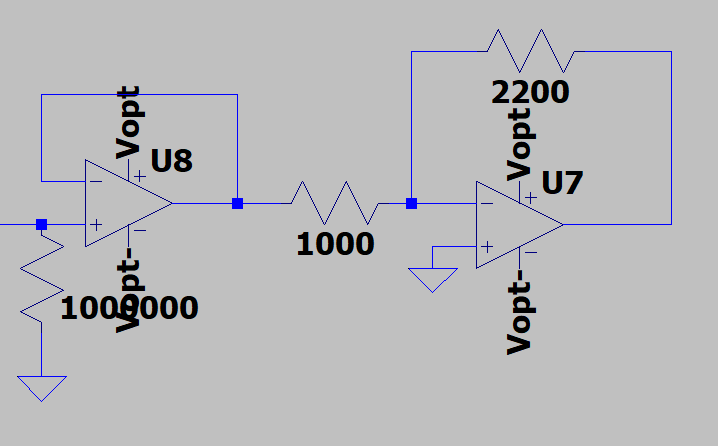 2200
Vopt
Vopt
U8
U7
+
+
−
−
+
+
−
−
1000
1000000
Vopt-
Vopt-